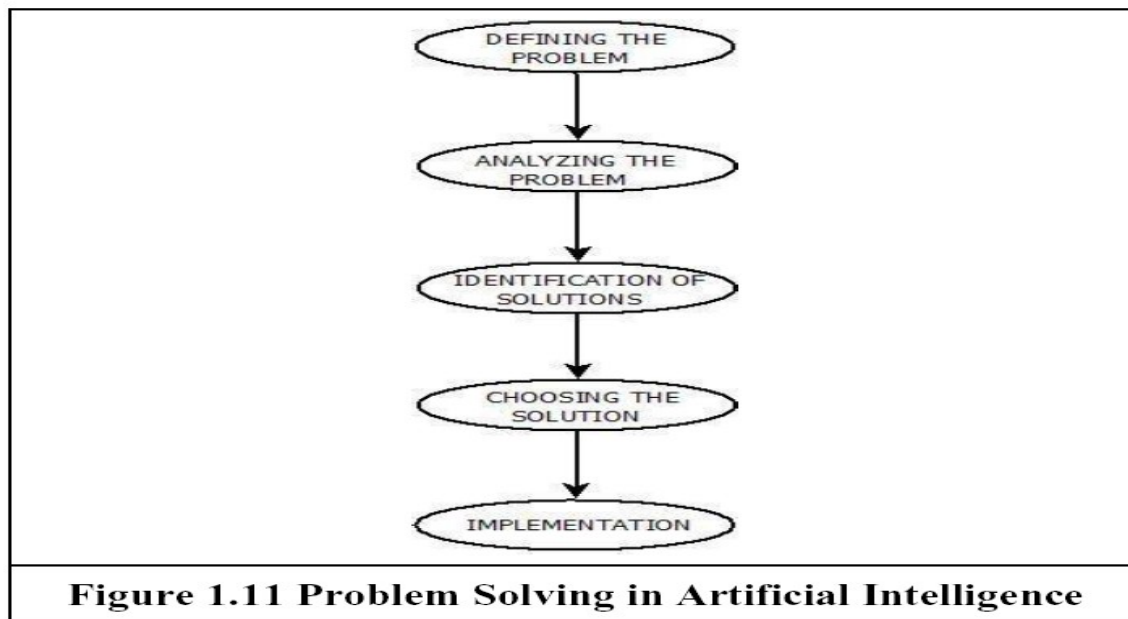 DEFINING THE
PROBLEM
ANALYZING THE
PROBLEM
IDENTIFICATION OF
SOLUTIONS
CHOOSING THE
SOLUTION
IMPLEMENTATION
Figure 1.11 Problem Solving in Artificial Intelligence